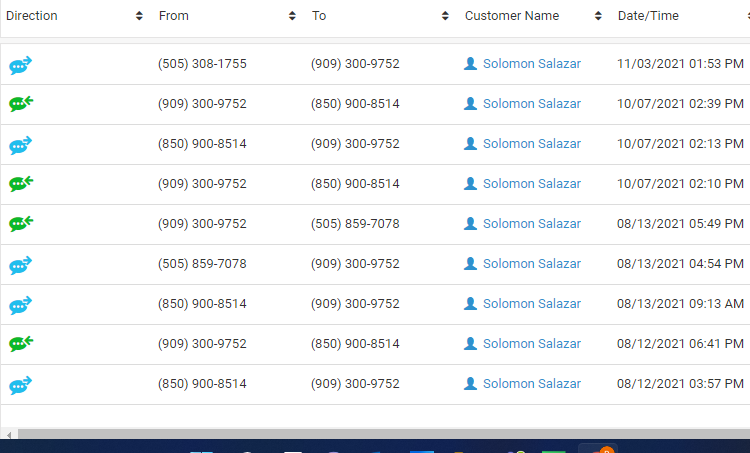 Direction From To Customer Name Date/Time
(505) 308-1755 (909) 300-9752 Solomon Salazar 11/03/2021 01:53 PM
(909) 300-9752 (850) 900-8514 Solomon Salazar 10/07/2021 02:39 PM
(850) 900-8514 (909) 300-9752 Solomon Salazar 10/07/2021 02:13 PM
(909) 300-9752 (850) 900-8514 Solomon Salazar 10/07/2021 02:10 PM
(909) 300-9752 (505) 859-7078 Solomon Salazar 08/13/2021 05:49 PM
(505) 859-7078 (909) 300-9752 Solomon Salazar 08/13/2021 04:54 PM
(850) 900-8514 (909) 300-9752 Solomon Salazar 08/13/2021 09:13 AM
(909) 300-9752 (850) 900-8514 Solomon Salazar 08/12/2021 06:41 PM
(850) 900-8514 (909) 300-9752 Solomon Salazar 08/12/2021 03:57 PM